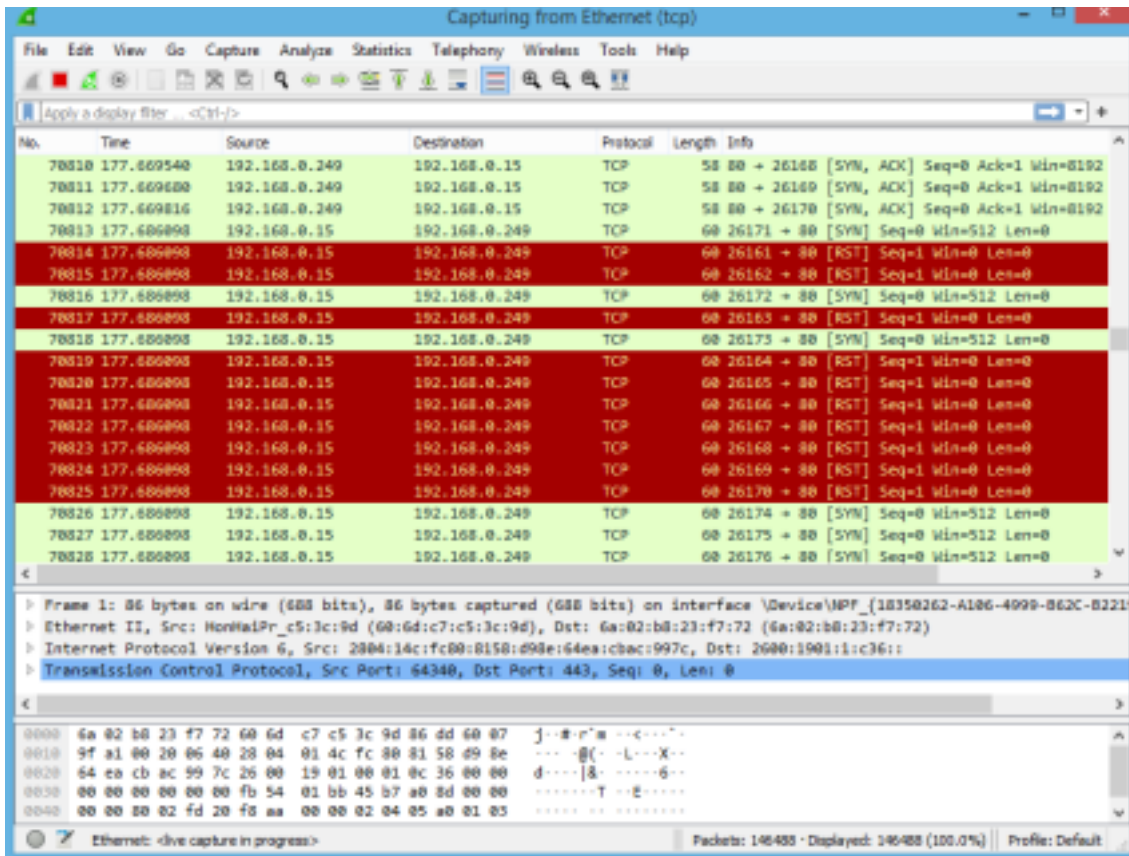 Capturing from Ethernet (tcp)
File Edit View Go Capture Analyze Statistics Telephony Wireless Tools Help
Apply a display filter ... <Ctrl-/>
No. Time Source Destination Protocol Length Info
70810 177.669540 192.168.0.249 192.168.0.15 TCP 58 80 → 26168 [SYN, ACK] Seq=0 Ack=1 Win=8192
70811 177.669680 192.168.0.249 192.168.0.15 TCP 58 80 → 26169 [SYN, ACK] Seq=0 Ack=1 Win=8192
70812 177.669816 192.168.0.249 192.168.0.15 TCP 58 80 → 26170 [SYN, ACK] Seq=0 Ack=1 Win=8192
70813 177.686098 192.168.0.15 192.168.0.249 TCP 60 26171 → 80 [SYN] Seq=0 Win=512 Len=0
70814 177.686098 192.168.0.15 192.168.0.249 TCP 60 26161 → 80 [RST] Seq=1 Win=0 Len=0
70815 177.686098 192.168.0.15 192.168.0.249 TCP 60 26162 → 80 [RST] Seq=1 Win=0 Len=0
70816 177.686098 192.168.0.15 192.168.0.249 TCP 60 26172 → 80 [SYN] Seq=0 Win=512 Len=0
70817 177.686098 192.168.0.15 192.168.0.249 TCP 60 26163 → 80 [RST] Seq=1 Win=0 Len=0
70818 177.686098 192.168.0.15 192.168.0.249 TCP 60 26173 → 80 [SYN] Seq=0 Win=512 Len=0
70819 177.686098 192.168.0.15 192.168.0.249 TCP 60 26164 → 80 [RST] Seq=1 Win=0 Len=0
70820 177.686098 192.168.0.15 192.168.0.249 TCP 60 26165 → 80 [RST] Seq=1 Win=0 Len=0
70821 177.686098 192.168.0.15 192.168.0.249 TCP 60 26166 → 80 [RST] Seq=1 Win=0 Len=0
70822 177.686098 192.168.0.15 192.168.0.249 TCP 60 26167 → 80 [RST] Seq=1 Win=0 Len=0
70823 177.686098 192.168.0.15 192.168.0.249 TCP 60 26168 → 80 [RST] Seq=1 Win=0 Len=0
70824 177.686098 192.168.0.15 192.168.0.249 TCP 60 26169 → 80 [RST] Seq=1 Win=0 Len=0
70825 177.686098 192.168.0.15 192.168.0.249 TCP 60 26170 → 80 [RST] Seq=1 Win=0 Len=0
70826 177.686098 192.168.0.15 192.168.0.249 TCP 60 26174 → 80 [SYN] Seq=0 Win=512 Len=0
70827 177.686098 192.168.0.15 192.168.0.249 TCP 60 26175 → 80 [SYN] Seq=0 Win=512 Len=0
70828 177.686098 192.168.0.15 192.168.0.249 TCP 60 26176 → 80 [SYN] Seq=0 Win=512 Len=0
Frame 1: 86 bytes on wire (688 bits), 86 bytes captured (688 bits) on interface \Device\NPF_{18350262-A106-4999-862C-8221
Ethernet II, Src: HonHaiPr_c5:3c:9d (60:6d:c7:c5:3c:9d), Dst: 6a:02:b8:23:f7:72 (6a:02:b8:23:f7:72)
Internet Protocol Version 6, Src: 2804:14c:fc80:8158:d98e:64ea:cbac:997c, Dst: 2600:1901:1:c36::
Transmission Control Protocol, Src Port: 64340, Dst Port: 443, Seq: 0, Len: 0
0000 6a 02 b8 23 f7 72 60 6d c7 c5 3c 9d 86 dd 60 07 j··#·r`m ··<···`·
0010 9f a1 00 20 06 40 28 04 01 4c fc 80 81 58 d9 8e ··· ·@(· ·L···X··
0020 64 ea cb ac 99 7c 26 00 19 01 00 01 0c 36 00 00 d····|&· ·····6··
0030 00 00 00 00 00 00 fb 54 01 bb 45 b7 a0 8d 00 00 ·······T ··E·····
0040 00 00 80 02 fd 20 f8 aa 00 00 02 04 05 a0 01 03 ····· ·· ········
Ethernet: <live capture in progress> Packets: 146488 · Displayed: 146488 (100.0%) Profile: Default